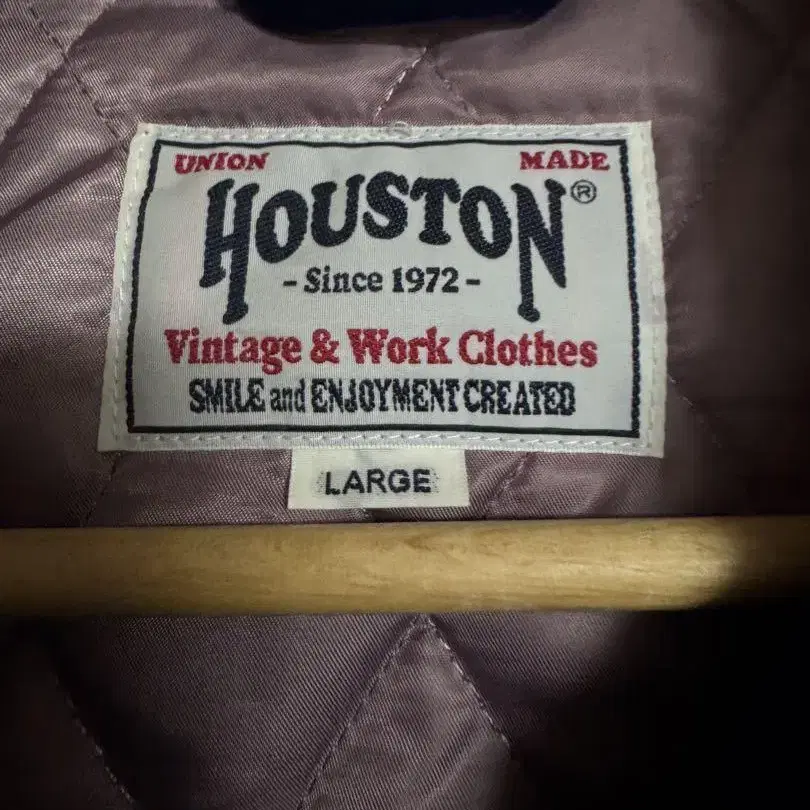 UNION MADE
HOUSTON®
- Since 1972 -
Vintage & Work Clothes
SMILE and ENJOYMENT CREATED
LARGE